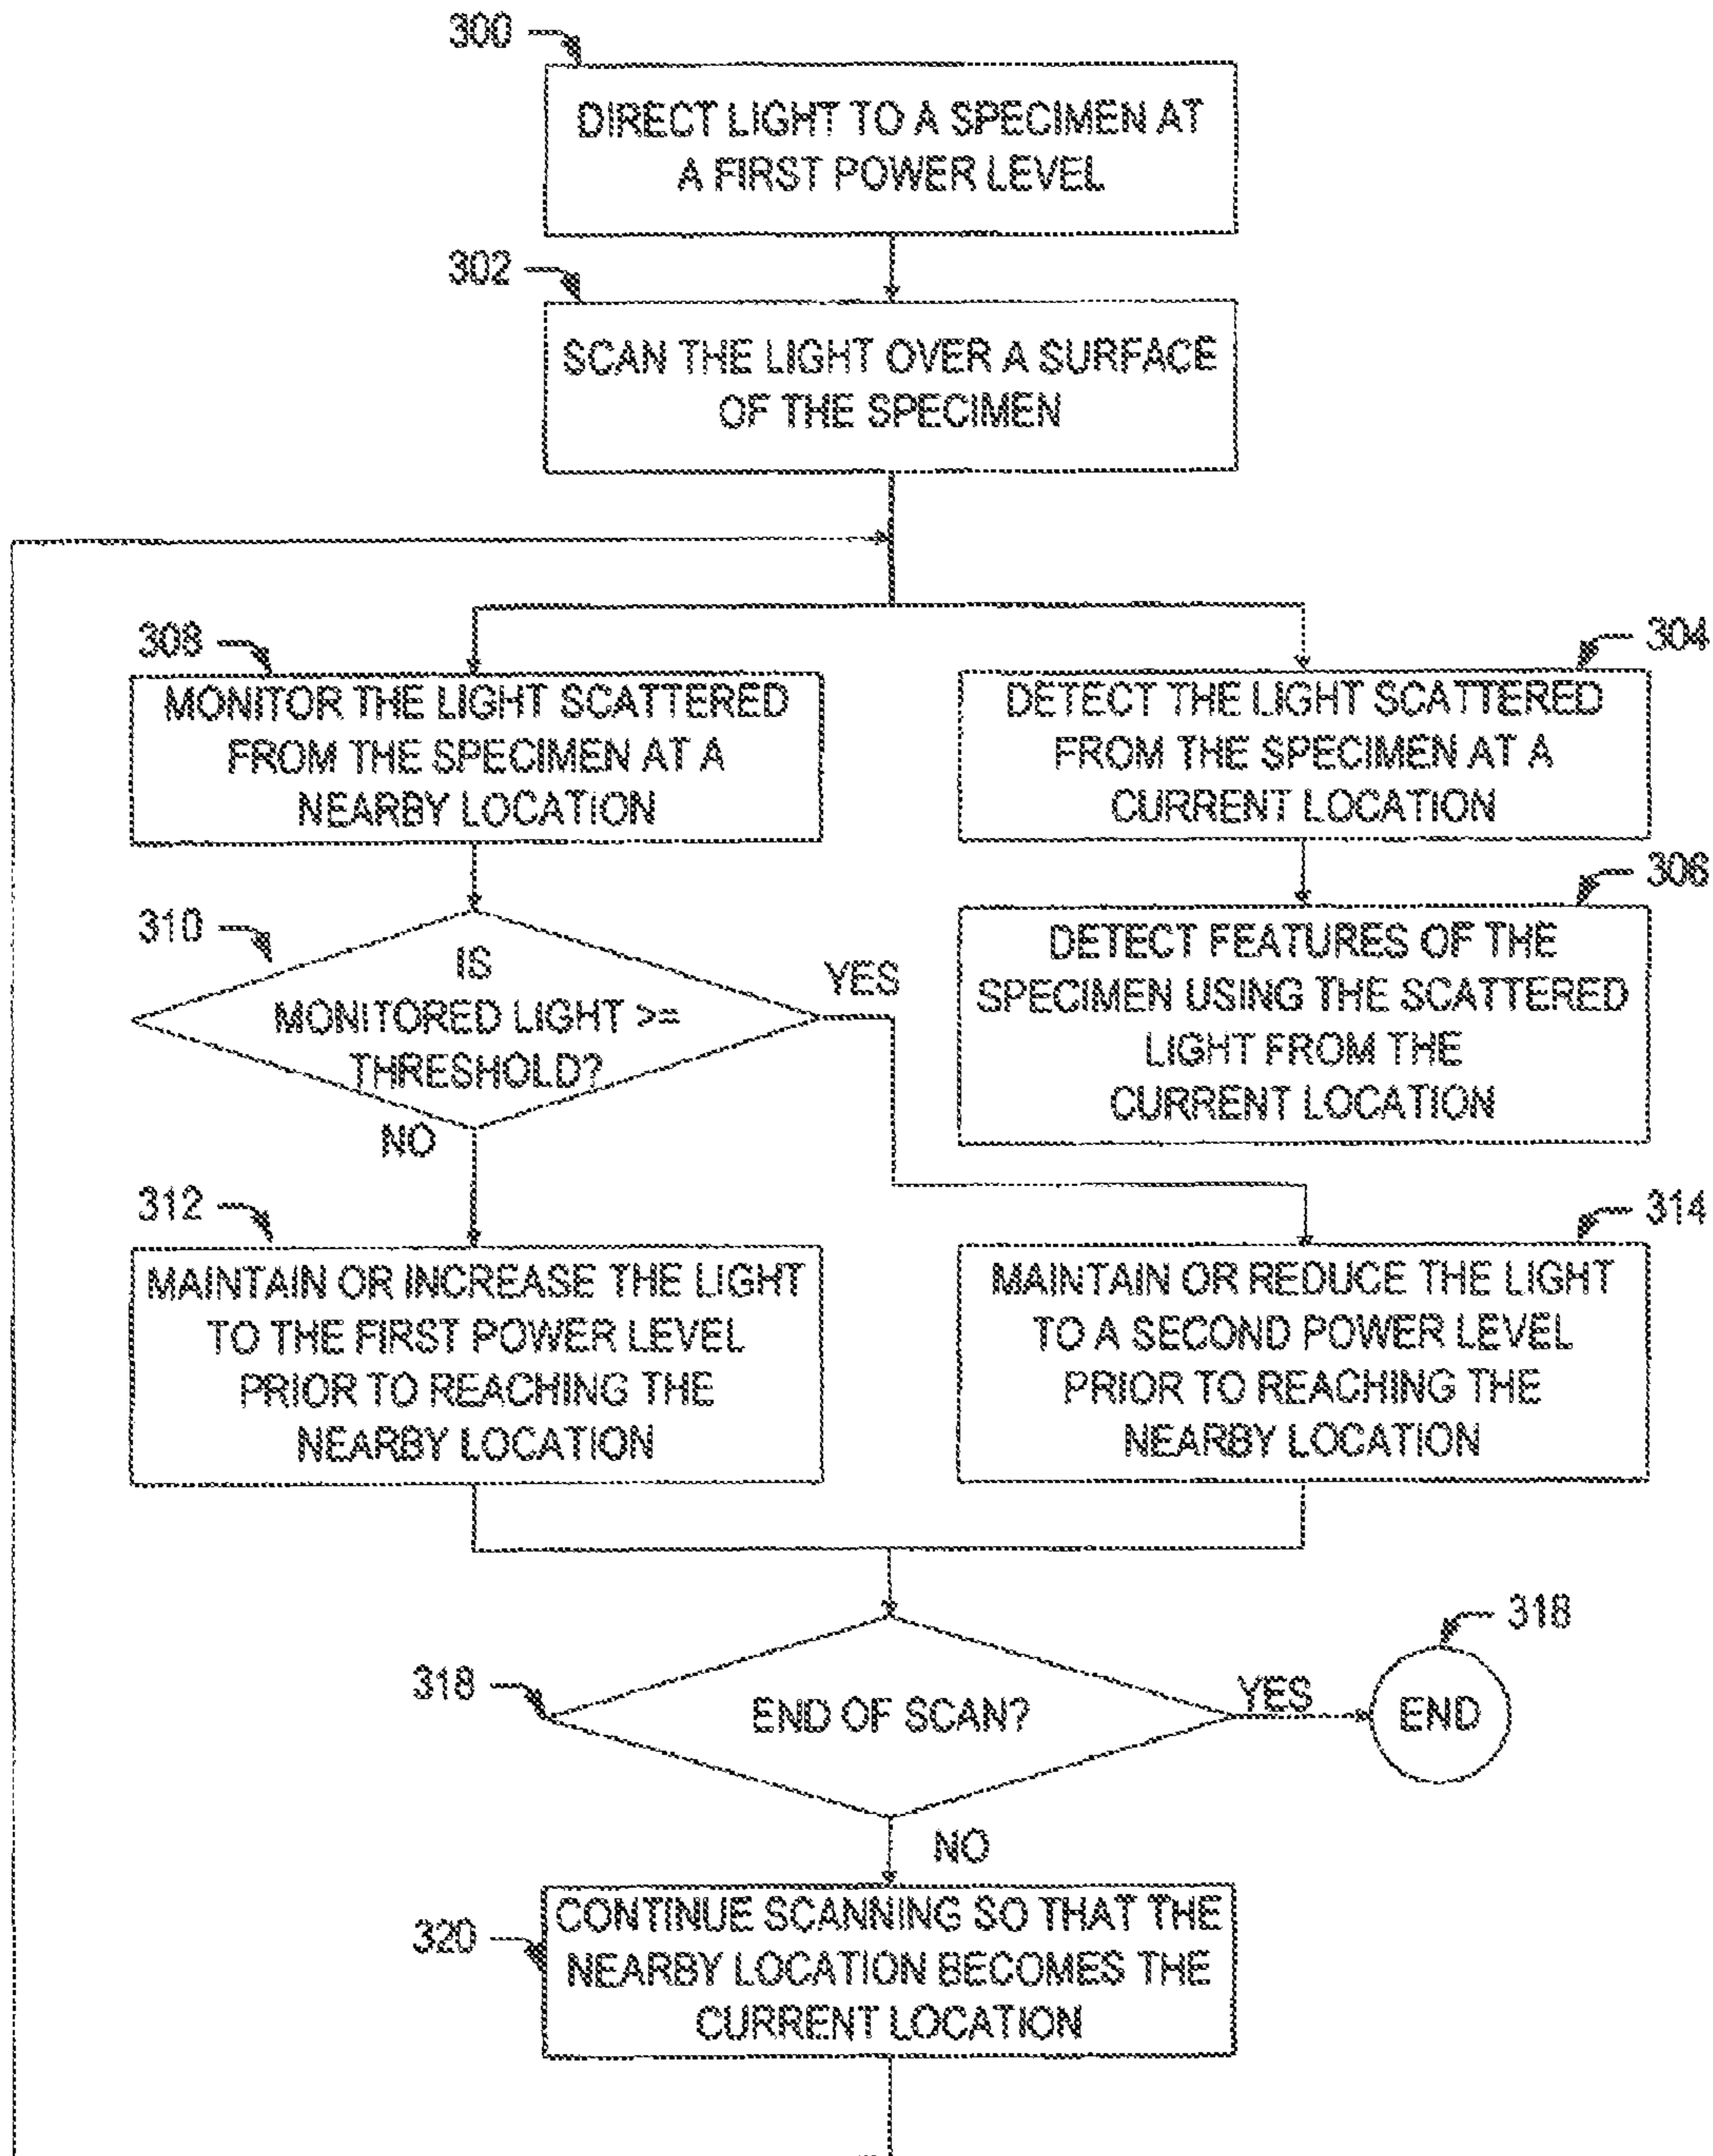 300
DIRECT LIGHT TO A SPECIMEN AT
A FIRST POWER LEVEL
302
SCAN THE LIGHT OVER A SURFACE
OF THE SPECIMEN
308
MONITOR THE LIGHT SCATTERED
FROM THE SPECIMEN AT A
NEARBY LOCATION
304
DETECT THE LIGHT SCATTERED
FROM THE SPECIMEN AT A
CURRENT LOCATION
310
IS
MONITORED LIGHT >=
THRESHOLD?
YES
NO
306
DETECT FEATURES OF THE
SPECIMEN USING THE SCATTERED
LIGHT FROM THE
CURRENT LOCATION
312
MAINTAIN OR INCREASE THE LIGHT
TO THE FIRST POWER LEVEL
PRIOR TO REACHING THE
NEARBY LOCATION
314
MAINTAIN OR REDUCE THE LIGHT
TO A SECOND POWER LEVEL
PRIOR TO REACHING THE
NEARBY LOCATION
318
END OF SCAN?
YES
318
END
NO
320
CONTINUE SCANNING SO THAT THE
NEARBY LOCATION BECOMES THE
CURRENT LOCATION